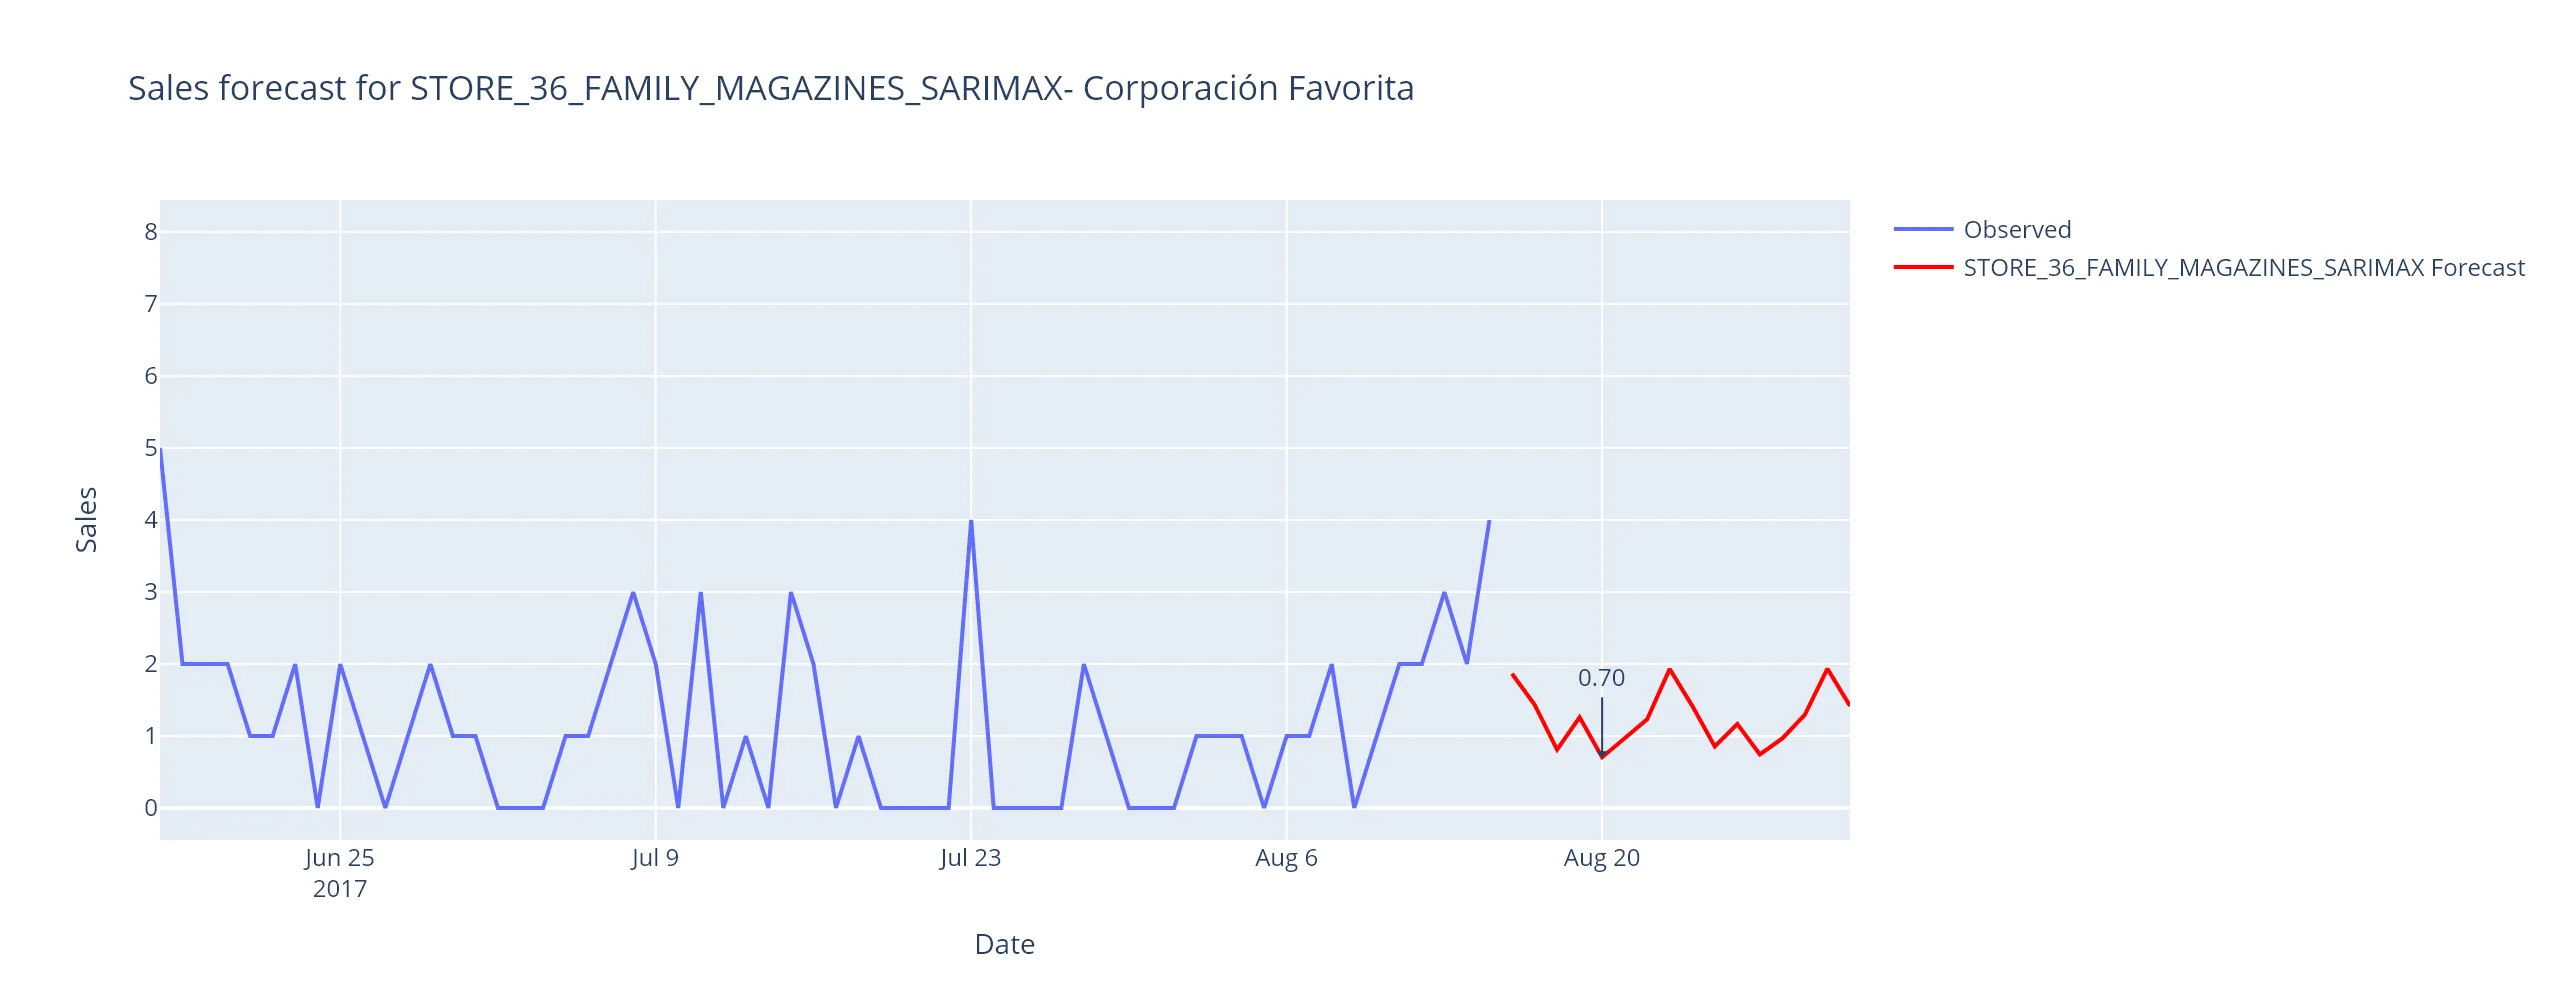 Sales forecast for STORE_36_FAMILY_MAGAZINES_SARIMAX- Corporación Favorita
Observed
STORE_36_FAMILY_MAGAZINES_SARIMAX Forecast
8
7
6
5
4
3
2
1
0
Sales
0.70
Jun 25
2017
Jul 9
Jul 23
Aug 6
Aug 20
Date